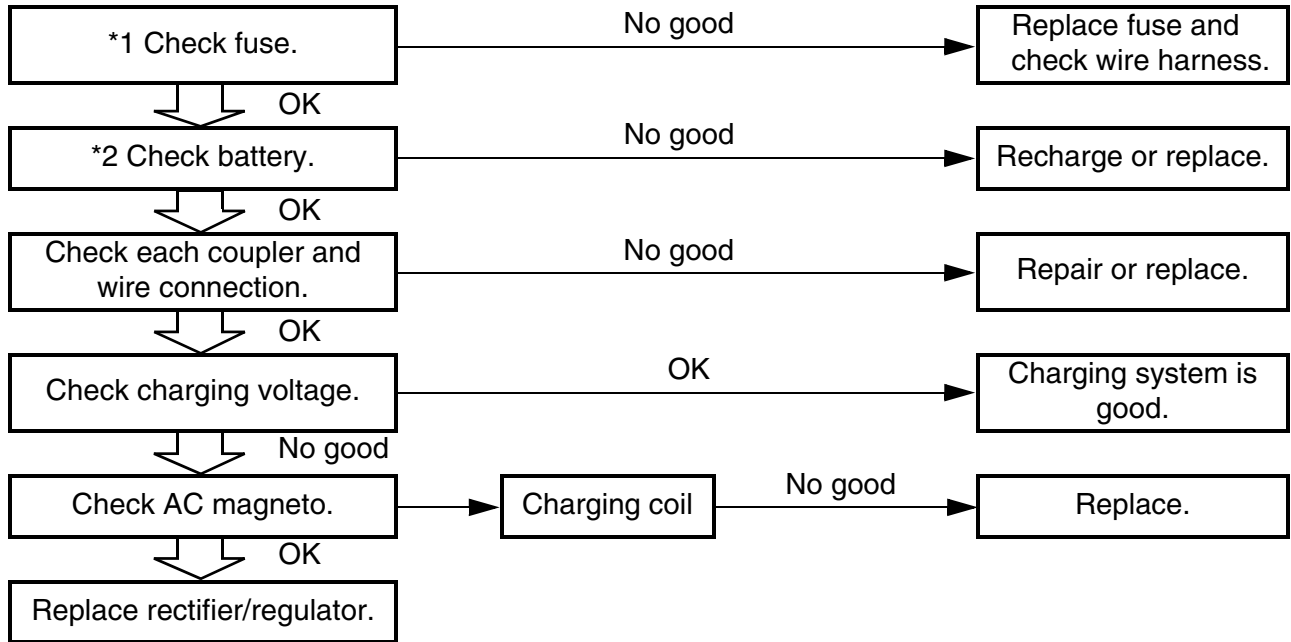 *1 Check fuse.
No good
Replace fuse and
check wire harness.
OK
*2 Check battery.
No good
Recharge or replace.
OK
Check each coupler and
wire connection.
No good
Repair or replace.
OK
Check charging voltage.
OK
Charging system is
good.
No good
Check AC magneto.
Charging coil
No good
Replace.
OK
Replace rectifier/regulator.